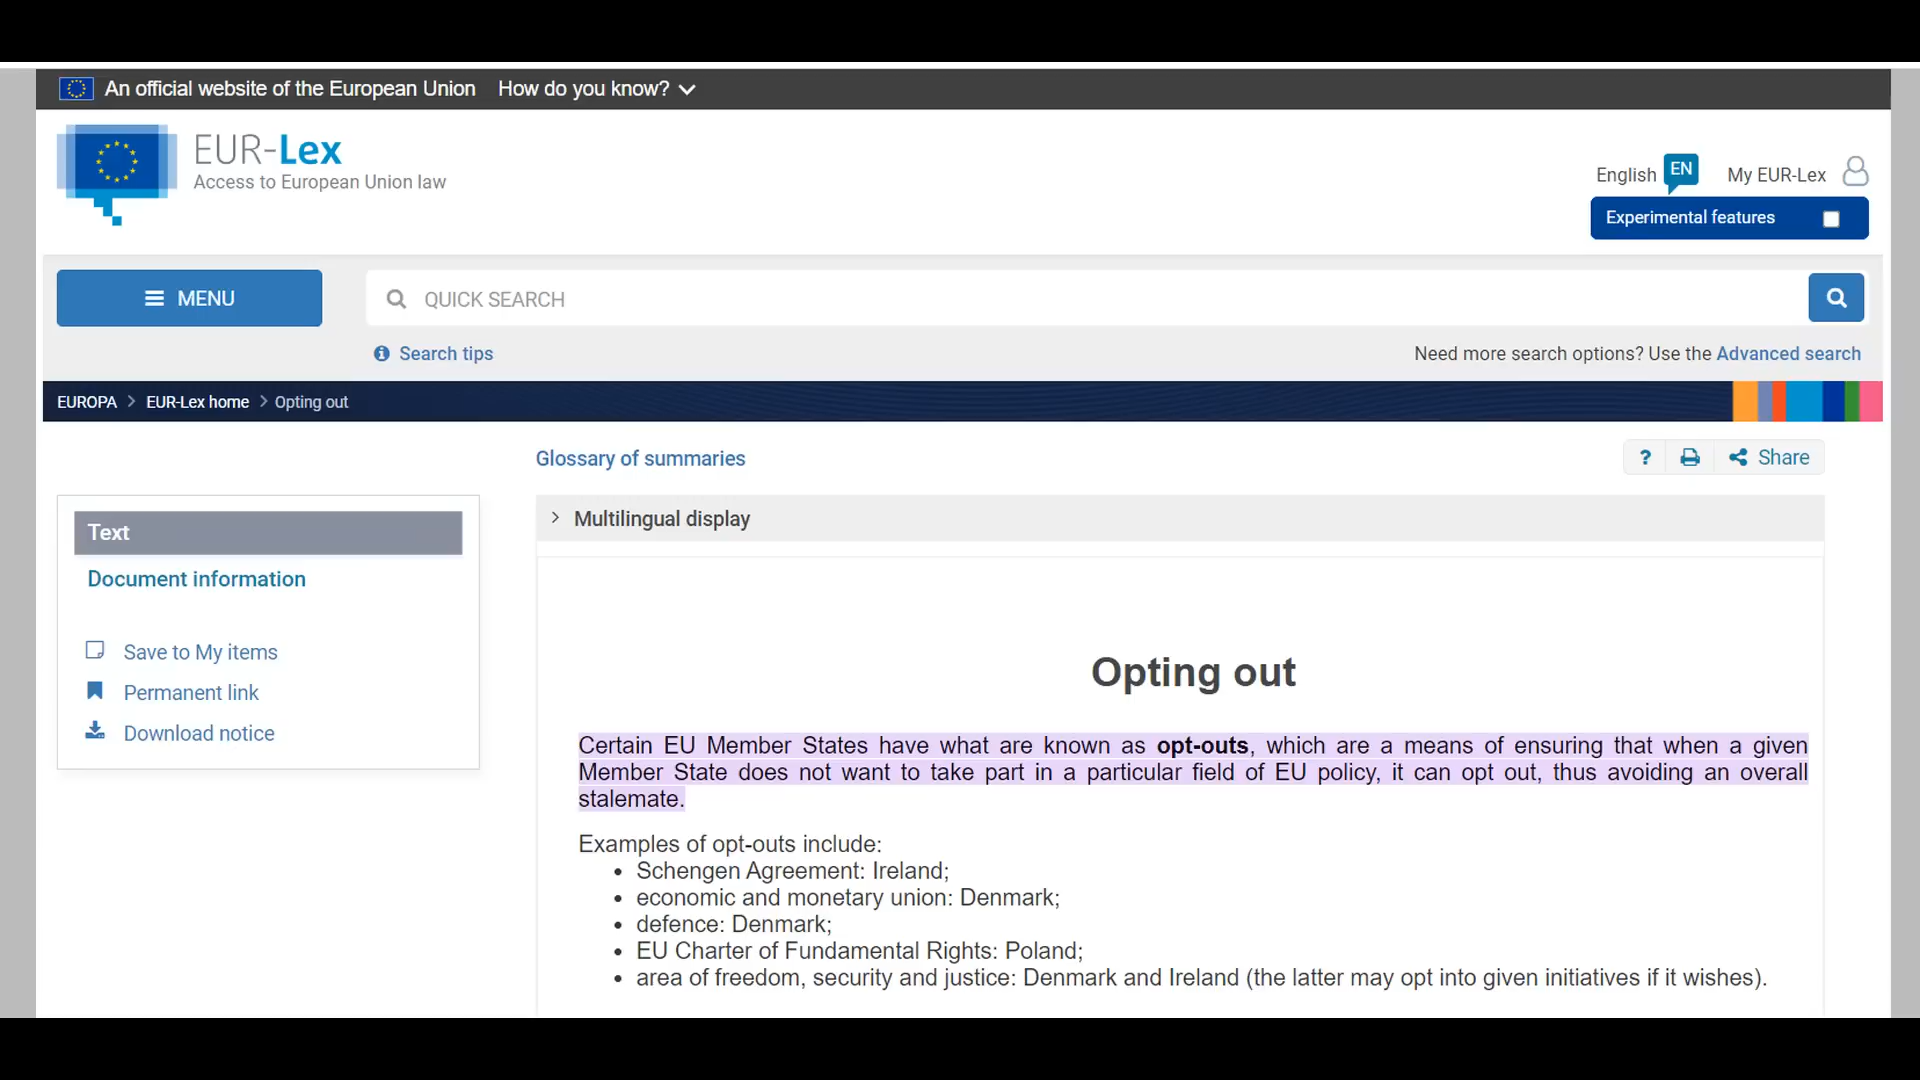 An official website of the European Union How do you know?
EUR-Lex
Access to European Union law
English EN My EUR-Lex
Experimental features
MENU
QUICK SEARCH
Search tips
Need more search options? Use the Advanced search
EUROPA > EUR-Lex home > Opting out
Glossary of summaries
? Share
Text
Document information
Save to My items
Permanent link
Download notice
> Multilingual display
Opting out
Certain EU Member States have what are known as opt-outs, which are a means of ensuring that when a given
Member State does not want to take part in a particular field of EU policy, it can opt out, thus avoiding an overall
stalemate.
Examples of opt-outs include:
• Schengen Agreement: Ireland;
• economic and monetary union: Denmark;
• defence: Denmark;
• EU Charter of Fundamental Rights: Poland;
• area of freedom, security and justice: Denmark and Ireland (the latter may opt into given initiatives if it wishes).